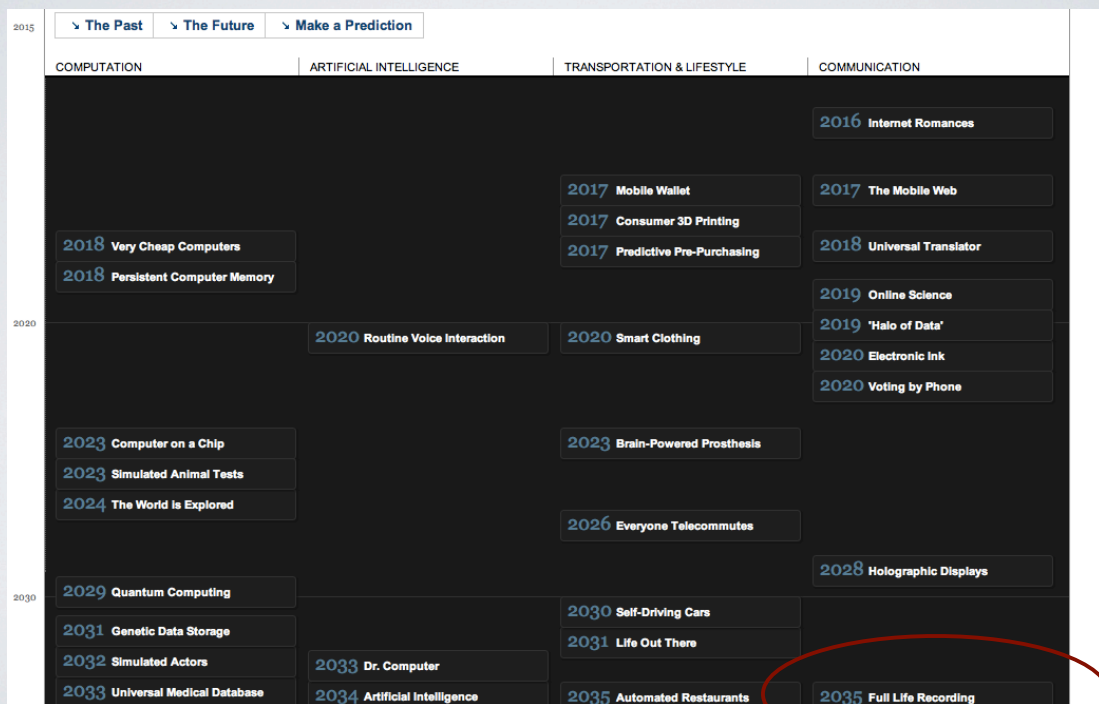 2015
↘ The Past ↘ The Future ↘ Make a Prediction
COMPUTATION
ARTIFICIAL INTELLIGENCE
TRANSPORTATION & LIFESTYLE
COMMUNICATION
2016 Internet Romances
2017 Mobile Wallet
2017 The Mobile Web
2017 Consumer 3D Printing
2018 Very Cheap Computers
2017 Predictive Pre-Purchasing
2018 Universal Translator
2018 Persistent Computer Memory
2019 Online Science
2020
2019 'Halo of Data'
2020 Routine Voice Interaction
2020 Smart Clothing
2020 Electronic Ink
2020 Voting by Phone
2023 Computer on a Chip
2023 Brain-Powered Prosthesis
2023 Simulated Animal Tests
2024 The World is Explored
2026 Everyone Telecommutes
2028 Holographic Displays
2029 Quantum Computing
2030
2030 Self-Driving Cars
2031 Genetic Data Storage
2031 Life Out There
2032 Simulated Actors
2033 Dr. Computer
2033 Universal Medical Database
2034 Artificial Intelligence
2035 Automated Restaurants
2035 Full Life Recording